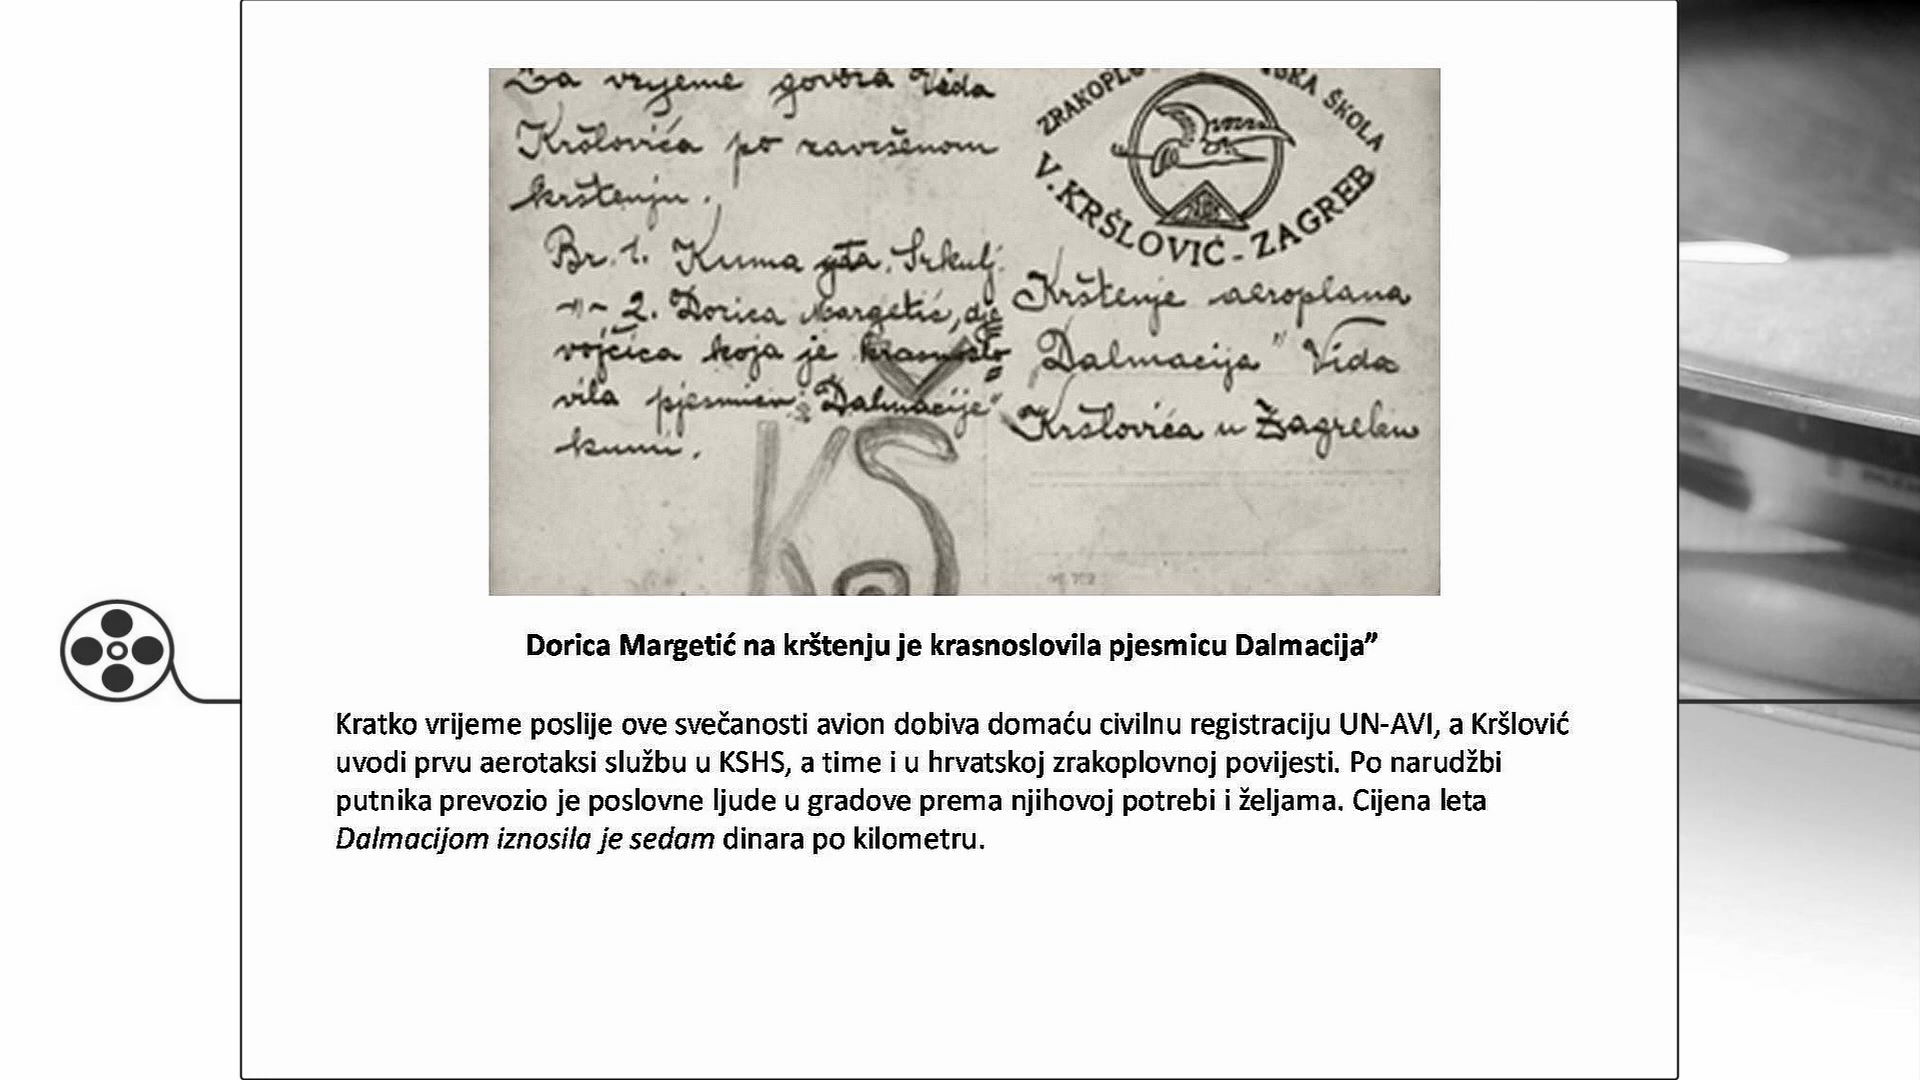 Za vrijeme govora Vida
Kršlovića po završenom
krštenju.
Br. 1. Kuma gđa. Srkulj.
-"- 2. Dorica Margetić, dje
vojčica koja je krasnoslo=
vila pjesmicu "Dalmacije"
kumi.
KS
ŠKOLA
V. KRŠLOVIĆ - ZAGREB
Krštenje aeroplana
"Dalmacija" Vida
Kršlovića u Zagrebu
Dorica Margetić na krštenju je krasnoslovila pjesmicu Dalmacija”
Kratko vrijeme poslije ove svečanosti avion dobiva domaću civilnu registraciju UN-AVI, a Kršlović
uvodi prvu aerotaksi službu u KSHS, a time i u hrvatskoj zrakoplovnoj povijesti. Po narudžbi
putnika prevozio je poslovne ljude u gradove prema njihovoj potrebi i željama. Cijena leta
Dalmacijom iznosila je sedam dinara po kilometru.